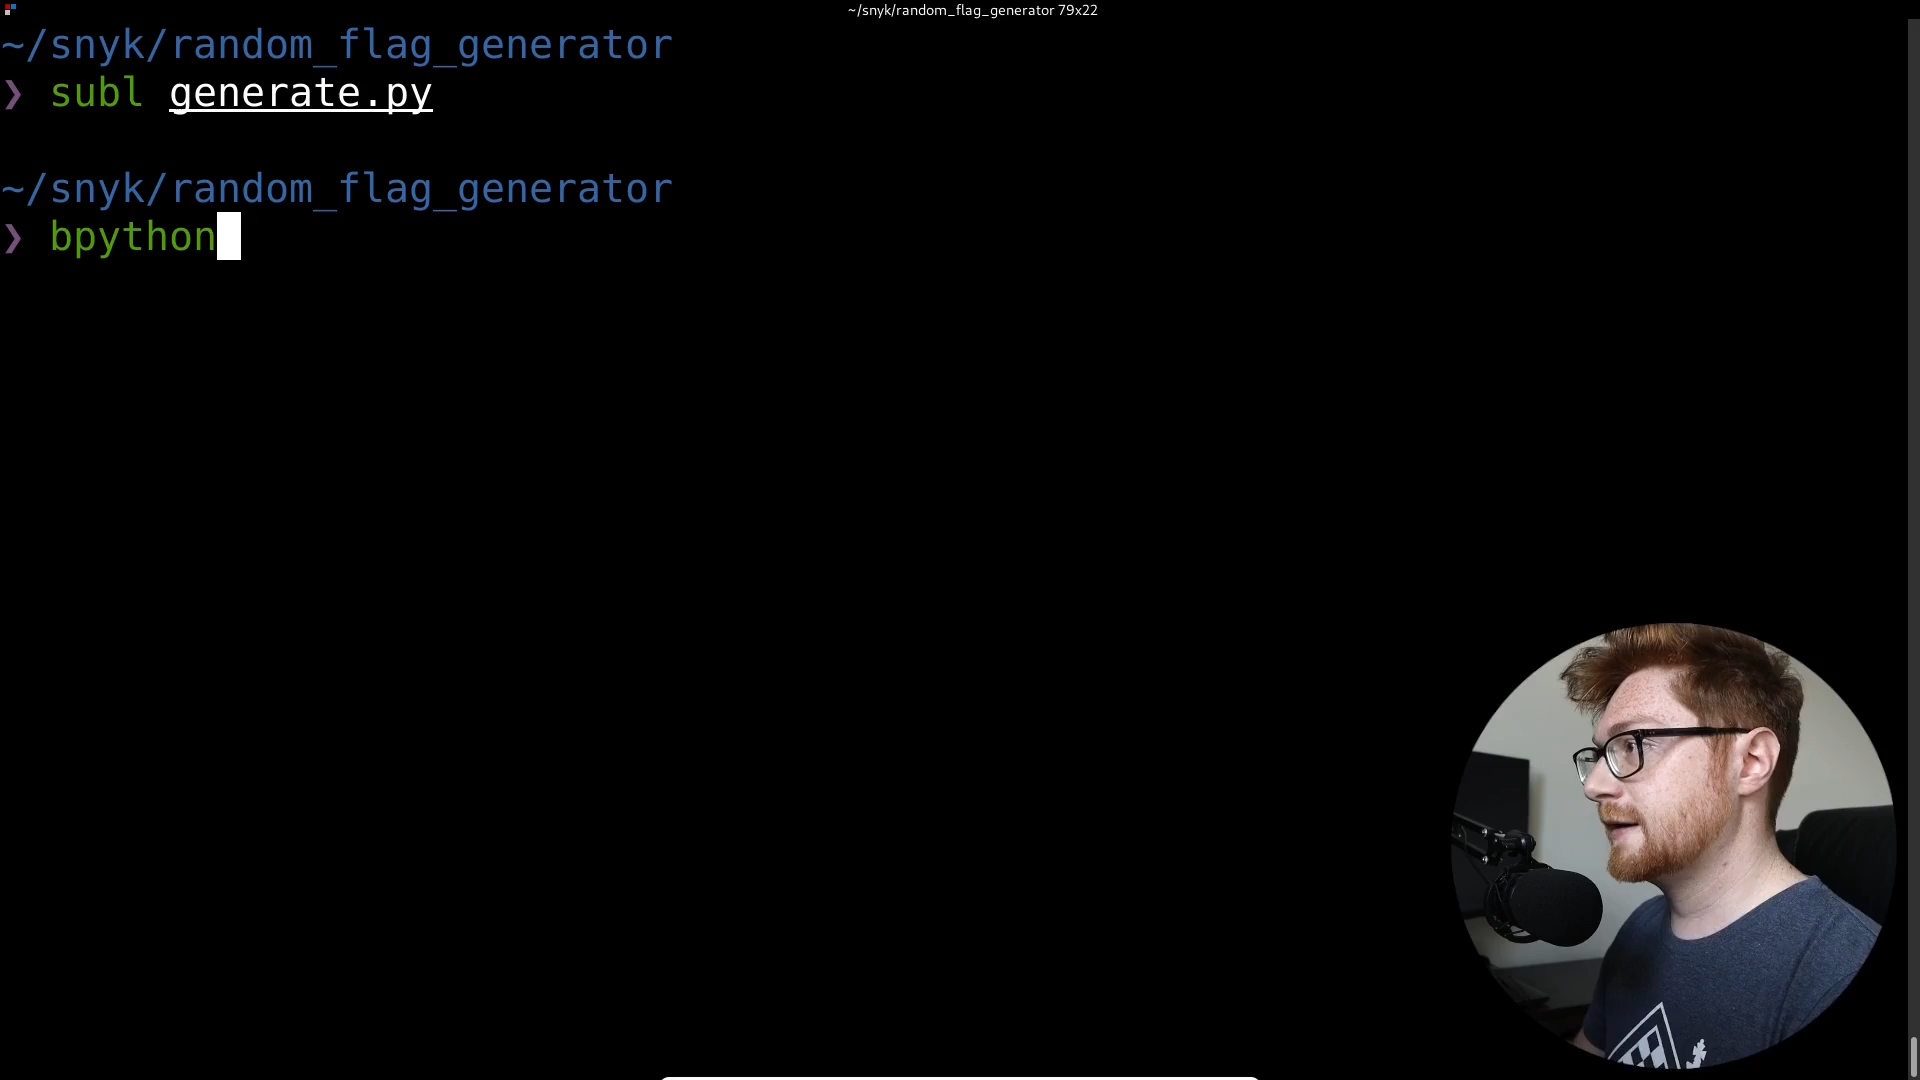 ~/snyk/random_flag_generator 79x22
~/snyk/random_flag_generator
❯ subl generate.py
~/snyk/random_flag_generator
❯ bpython